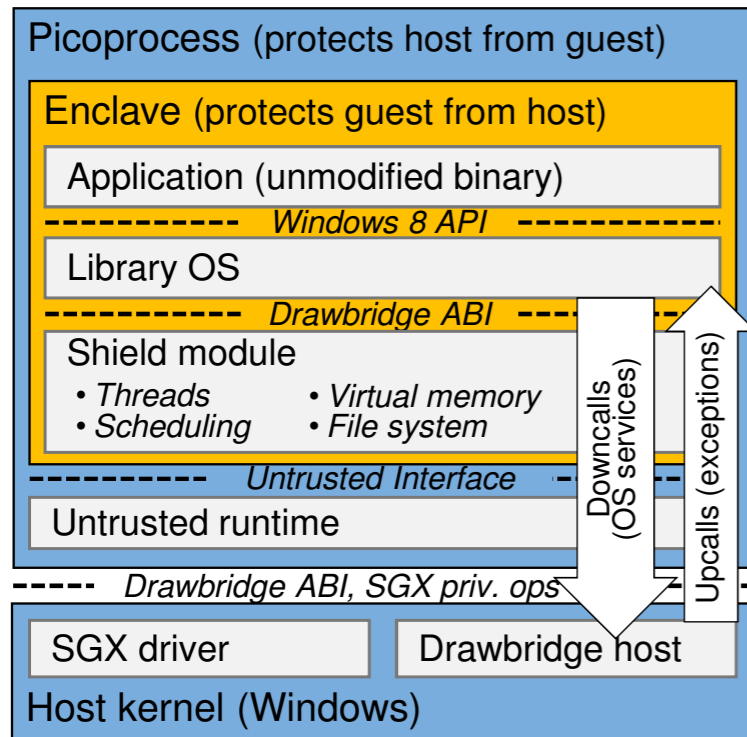 Picoprocess (protects host from guest)
Enclave (protects guest from host)
Application (unmodified binary)
Windows 8 API
Library OS
Drawbridge ABI
Shield module
• Threads
• Virtual memory
• Scheduling
• File system
Untrusted Interface
Untrusted runtime
Downcalls
(OS services)
Upcalls (exceptions)
Drawbridge ABI, SGX priv. ops
SGX driver
Drawbridge host
Host kernel (Windows)